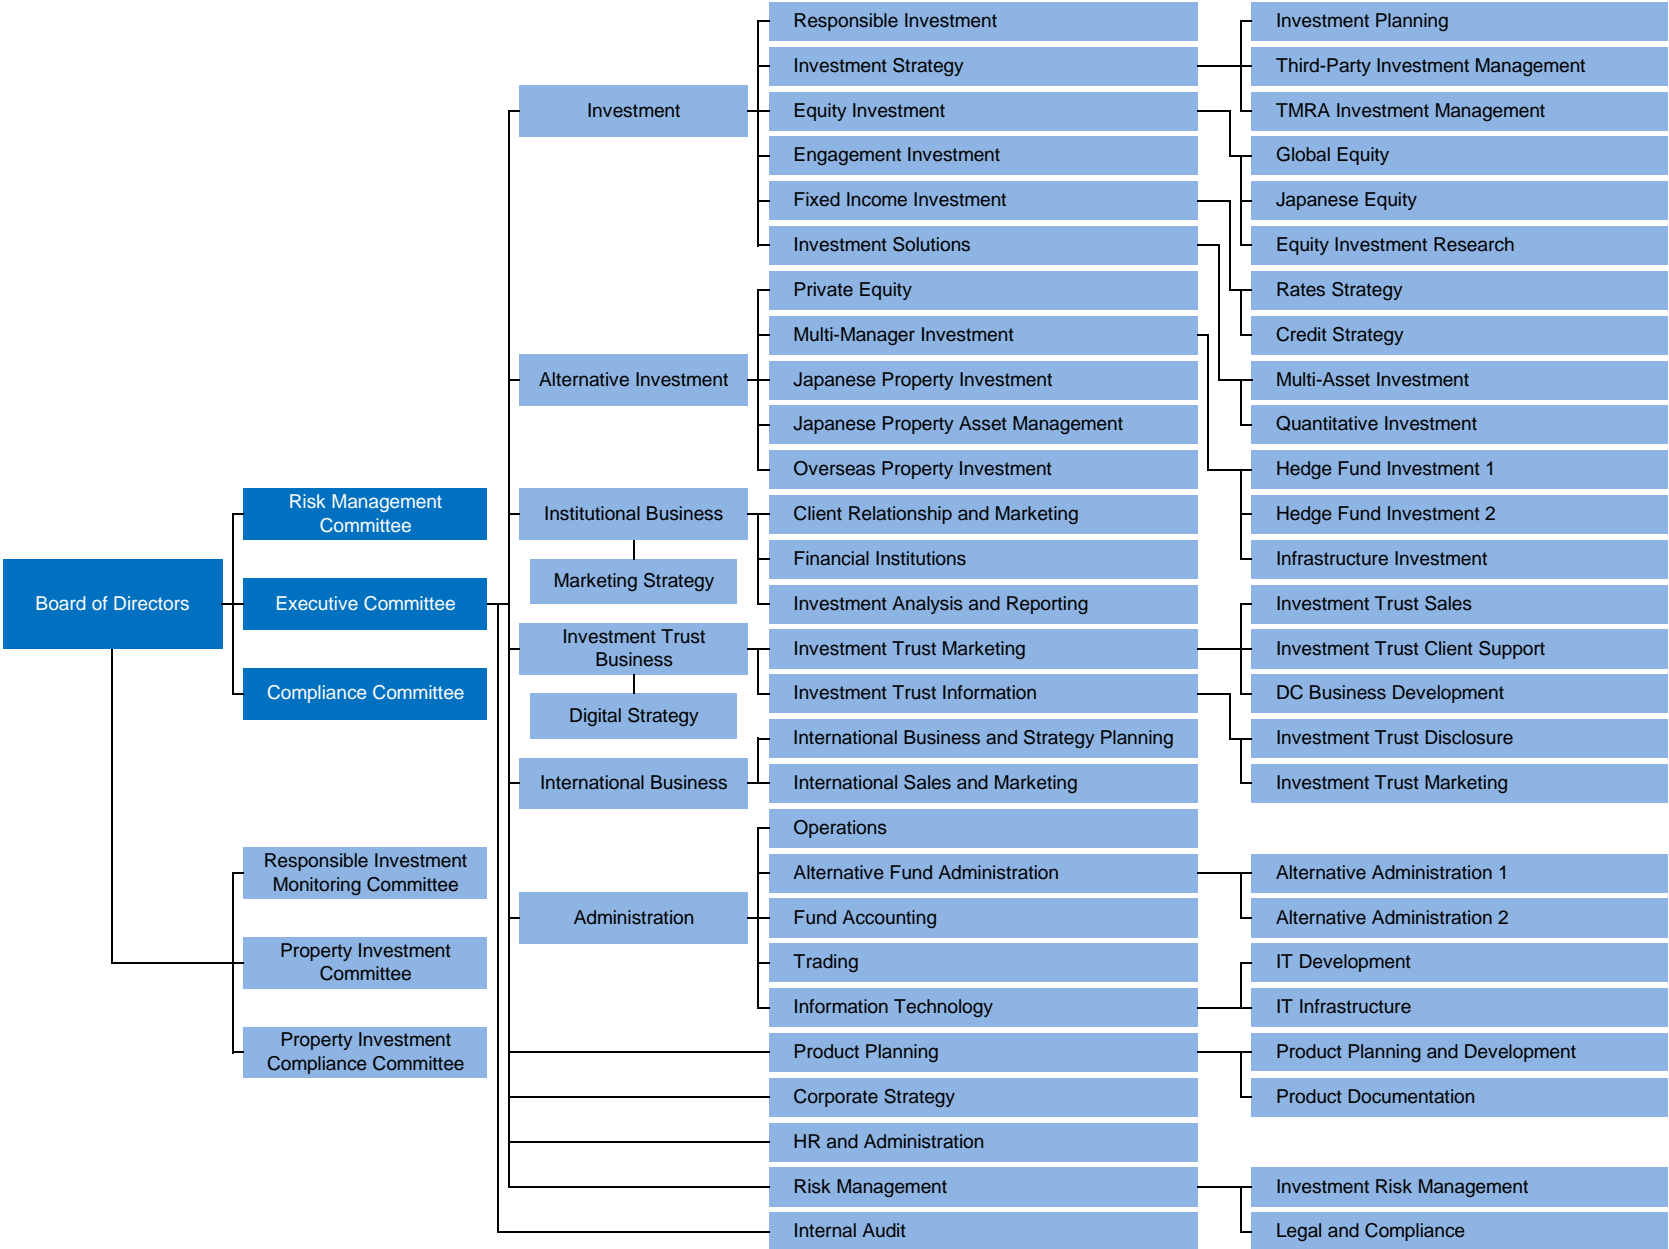 Board of Directors
Risk Management
Committee
Executive Committee
Compliance Committee
Responsible Investment
Monitoring Committee
Property Investment
Committee
Property Investment
Compliance Committee
Investment
Alternative Investment
Institutional Business
Marketing Strategy
Investment Trust
Business
Digital Strategy
International Business
Administration
Responsible Investment
Investment Strategy
Equity Investment
Engagement Investment
Fixed Income Investment
Investment Solutions
Private Equity
Multi-Manager Investment
Japanese Property Investment
Japanese Property Asset Management
Overseas Property Investment
Client Relationship and Marketing
Financial Institutions
Investment Analysis and Reporting
Investment Trust Marketing
Investment Trust Information
International Business and Strategy Planning
International Sales and Marketing
Operations
Alternative Fund Administration
Fund Accounting
Trading
Information Technology
Product Planning
Corporate Strategy
HR and Administration
Risk Management
Internal Audit
Investment Planning
Third-Party Investment Management
TMRA Investment Management
Global Equity
Japanese Equity
Equity Investment Research
Rates Strategy
Credit Strategy
Multi-Asset Investment
Quantitative Investment
Hedge Fund Investment 1
Hedge Fund Investment 2
Infrastructure Investment
Investment Trust Sales
Investment Trust Client Support
DC Business Development
Investment Trust Disclosure
Investment Trust Marketing
Alternative Administration 1
Alternative Administration 2
IT Development
IT Infrastructure
Product Planning and Development
Product Documentation
Investment Risk Management
Legal and Compliance